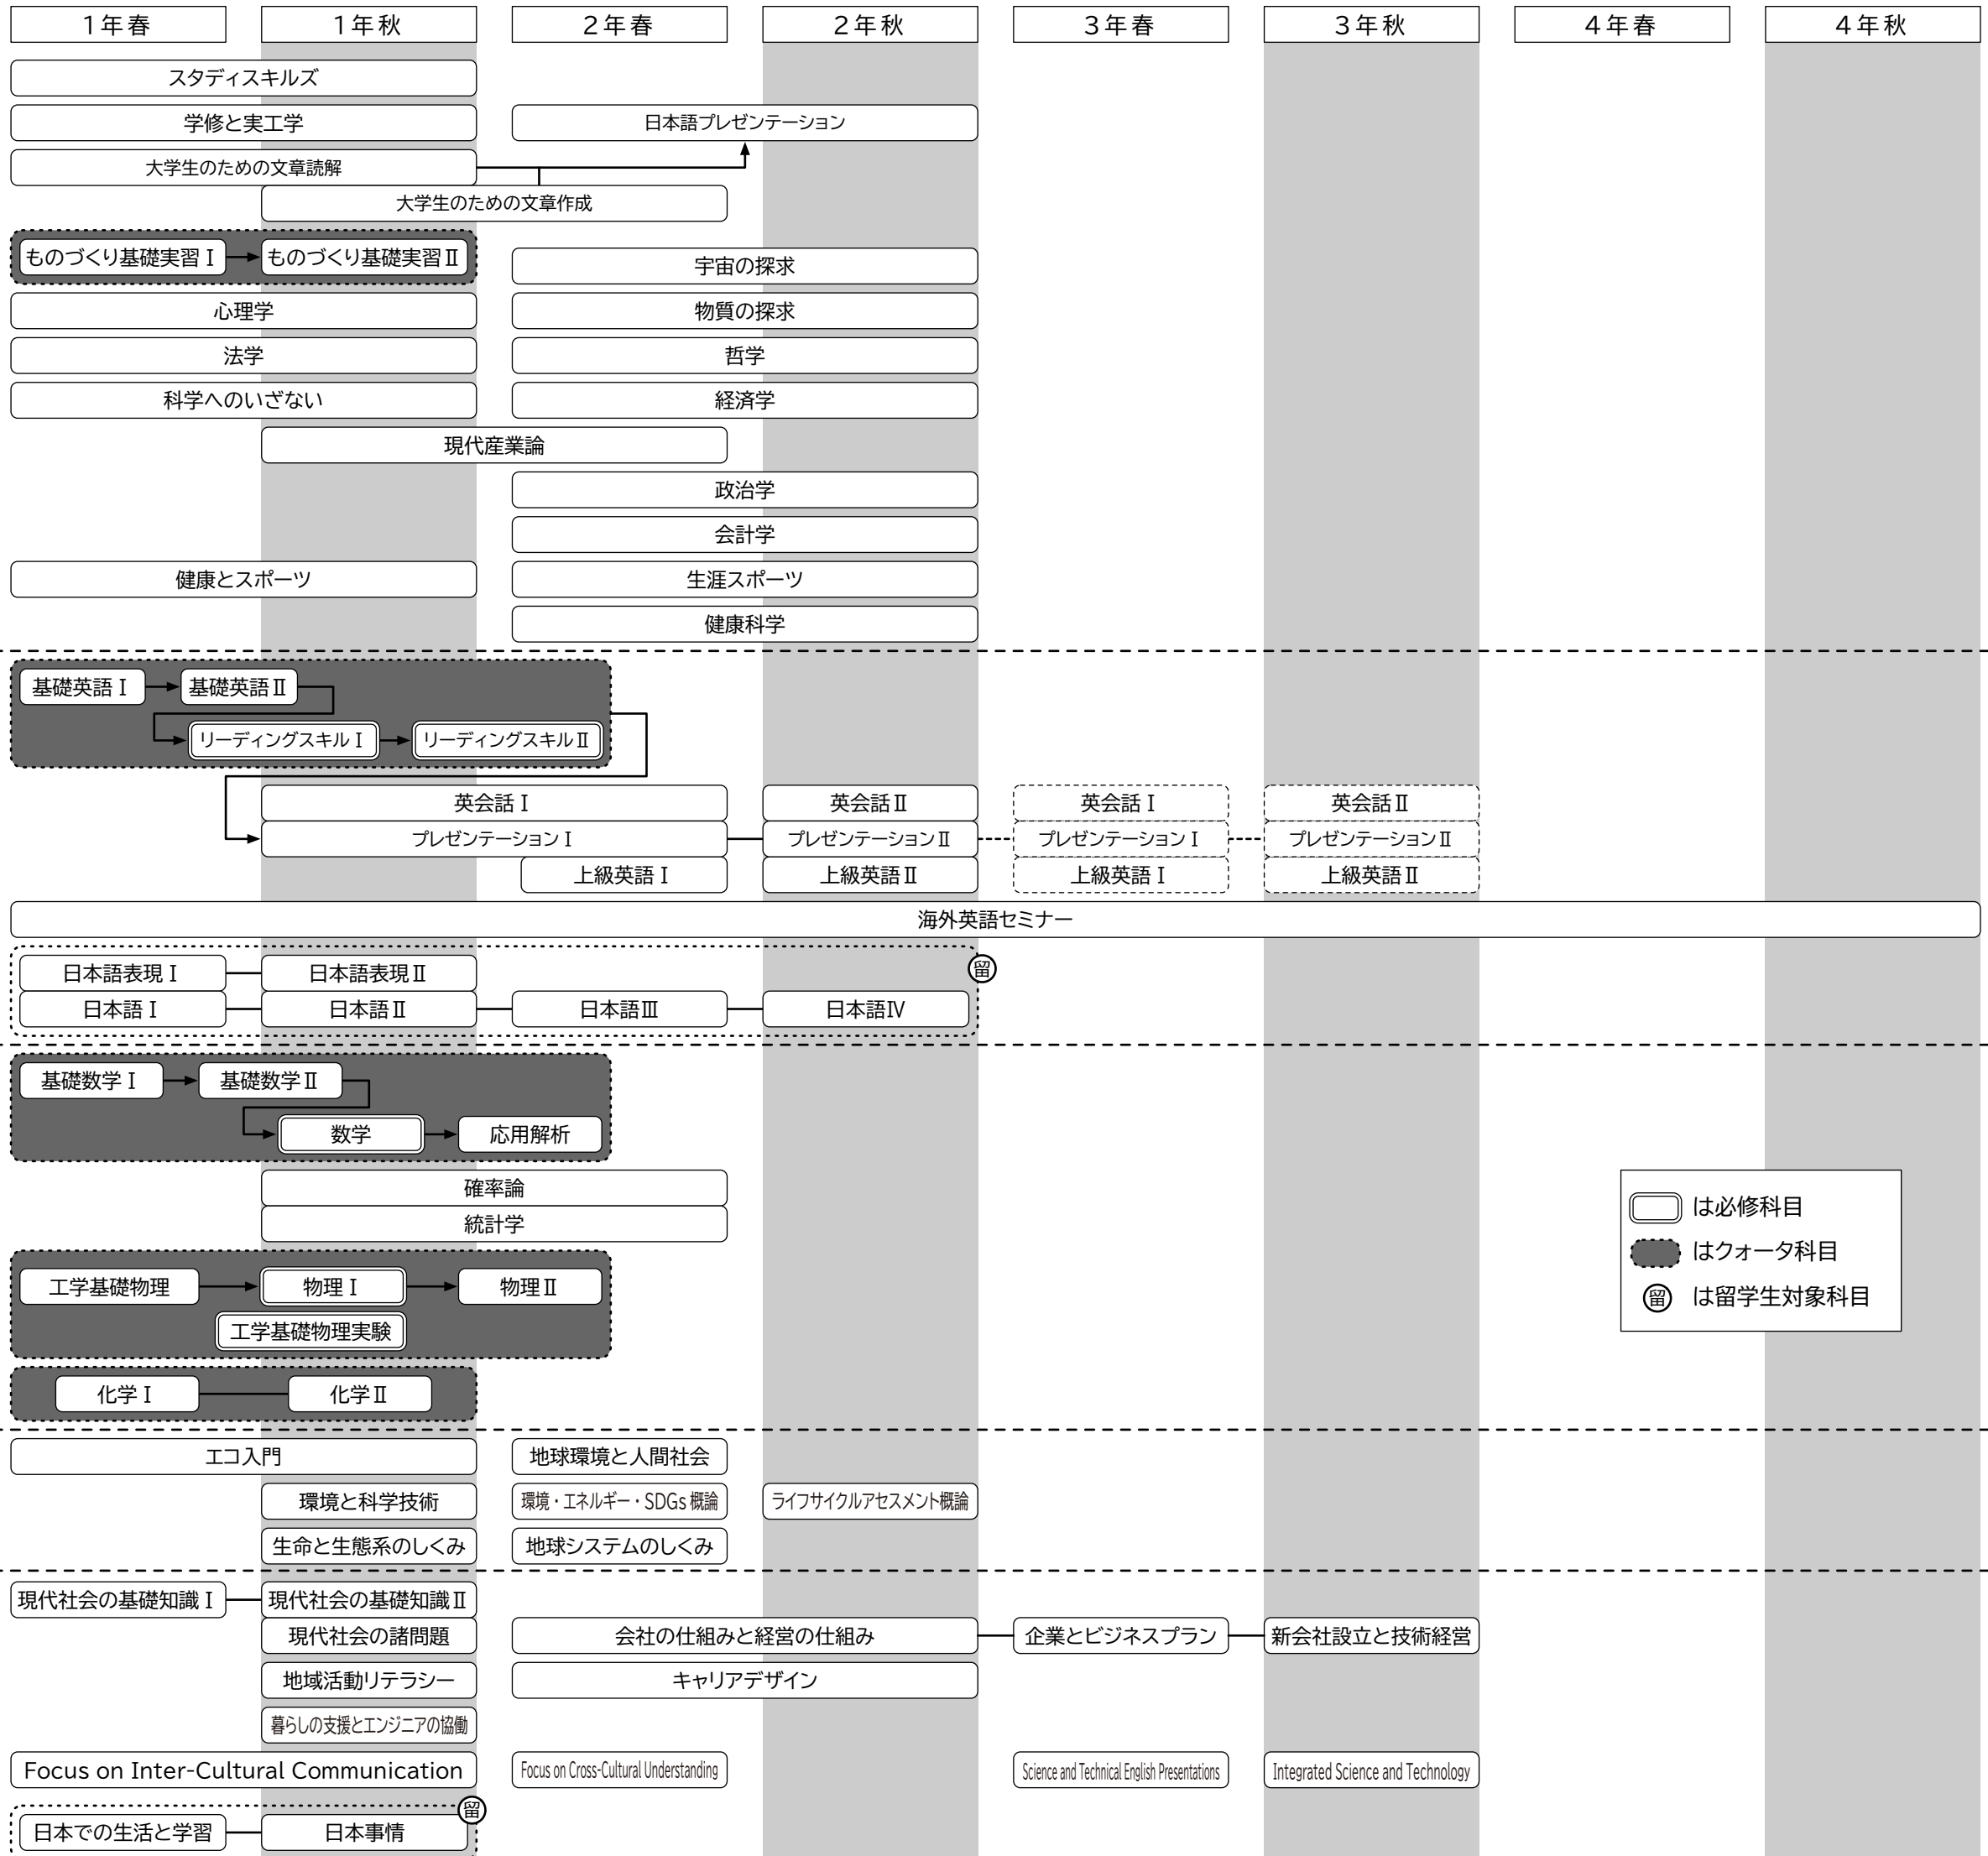 1年春
1年秋
2年春
2年秋
3年春
3年秋
4年春
4年秋
スタディスキルズ
学修と実工学
日本語プレゼンテーション
大学生のための文章読解
大学生のための文章作成
ものづくり基礎実習Ⅰ
ものづくり基礎実習Ⅱ
宇宙の探求
心理学
物質の探求
法学
哲学
科学へのいざない
経済学
現代産業論
政治学
会計学
健康とスポーツ
生涯スポーツ
健康科学
基礎英語Ⅰ
基礎英語Ⅱ
リーディングスキルⅠ
リーディングスキルⅡ
英会話Ⅰ
英会話Ⅱ
英会話Ⅰ
英会話Ⅱ
プレゼンテーションⅠ
プレゼンテーションⅡ
プレゼンテーションⅠ
プレゼンテーションⅡ
上級英語Ⅰ
上級英語Ⅱ
上級英語Ⅰ
上級英語Ⅱ
海外英語セミナー
留
日本語表現Ⅰ
日本語表現Ⅱ
日本語Ⅰ
日本語Ⅱ
日本語Ⅲ
日本語Ⅳ
基礎数学Ⅰ
基礎数学Ⅱ
数学
応用解析
確率論
統計学
は必修科目
はクォータ科目
留 は留学生対象科目
工学基礎物理
物理Ⅰ
物理Ⅱ
工学基礎物理実験
化学Ⅰ
化学Ⅱ
エコ入門
地球環境と人間社会
環境と科学技術
環境・エネルギー・SDGs概論
ライフサイクルアセスメント概論
生命と生態系のしくみ
地球システムのしくみ
現代社会の基礎知識Ⅰ
現代社会の基礎知識Ⅱ
現代社会の諸問題
会社の仕組みと経営の仕組み
企業とビジネスプラン
新会社設立と技術経営
地域活動リテラシー
キャリアデザイン
暮らしの支援とエンジニアの協働
Focus on Inter-Cultural Communication
Focus on Cross-Cultural Understanding
Science and Technical English Presentations
Integrated Science and Technology
留
日本での生活と学習
日本事情